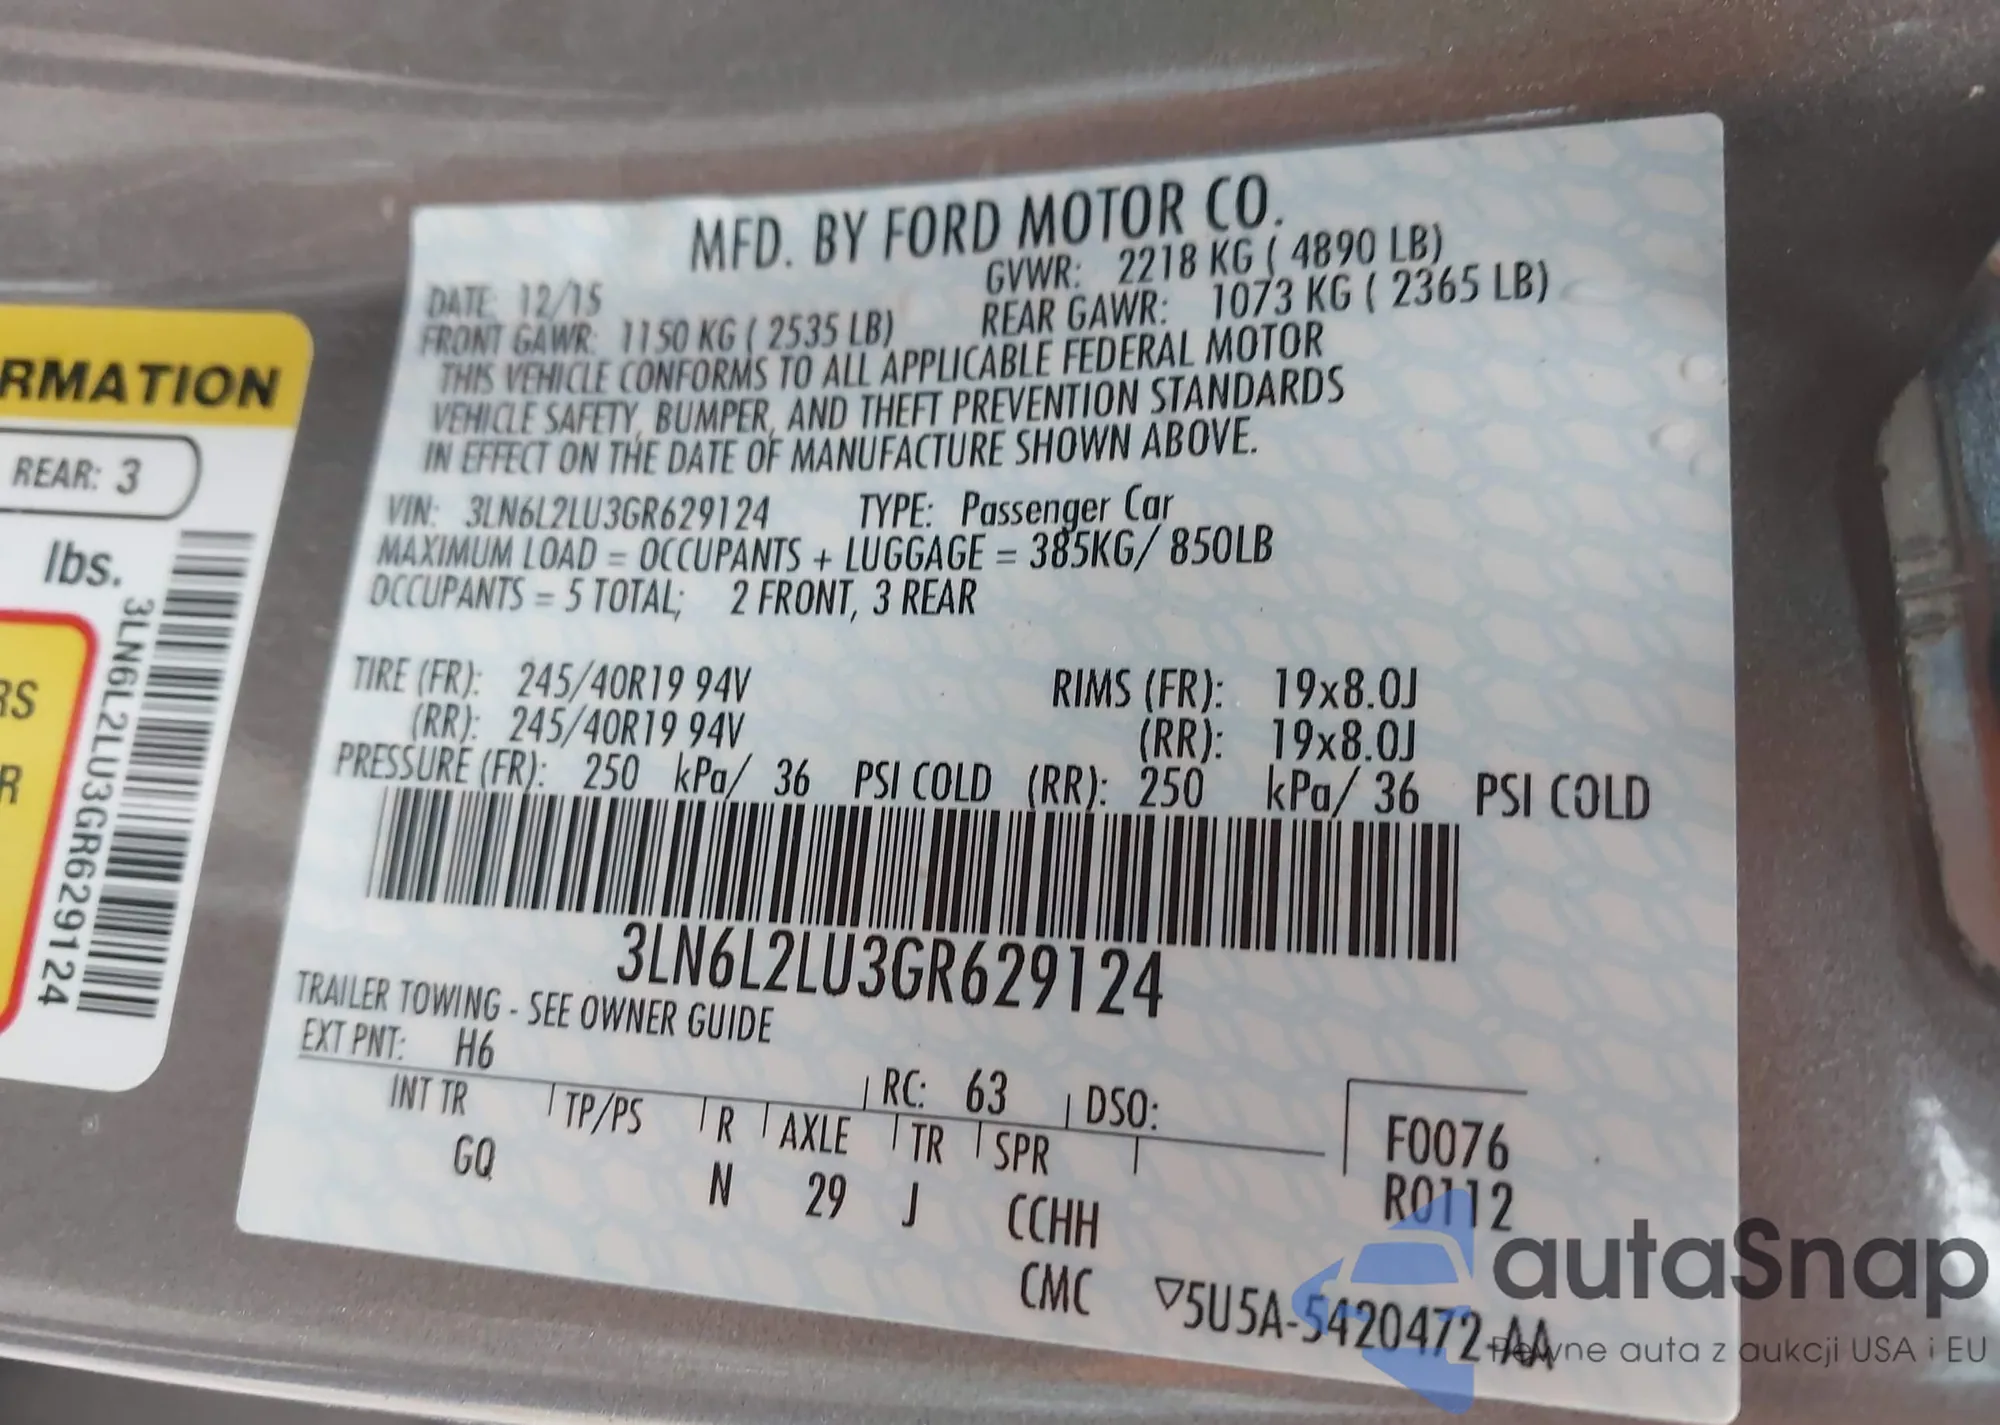 MFD. BY FORD MOTOR CO.
DATE: 12/15
GVWR: 2218 KG ( 4890 LB)
FRONT GAWR: 1150 KG ( 2535 LB)
REAR GAWR: 1073 KG ( 2365 LB)
THIS VEHICLE CONFORMS TO ALL APPLICABLE FEDERAL MOTOR
VEHICLE SAFETY, BUMPER, AND THEFT PREVENTION STANDARDS
IN EFFECT ON THE DATE OF MANUFACTURE SHOWN ABOVE.
VIN: 3LN6L2LU3GR629124 TYPE: Passenger Car
MAXIMUM LOAD = OCCUPANTS + LUGGAGE = 385KG/ 850LB
OCCUPANTS = 5 TOTAL; 2 FRONT, 3 REAR
TIRE (FR): 245/40R19 94V RIMS (FR): 19x8.0J
(RR): 245/40R19 94V (RR): 19x8.0J
PRESSURE (FR): 250 kPa/ 36 PSI COLD (RR): 250 kPa/ 36 PSI COLD
3LN6L2LU3GR629124
TRAILER TOWING - SEE OWNER GUIDE
EXT PNT: H6 RC: 63 DSO:
INT TR TP/PS R AXLE TR SPR
GQ N 29 J CCHH
CMC
F0076
R0112
▽5U5A-5420472-AA
RMATION
REAR: 3
lbs.
3LN6L2LU3GR629124
RS
R
autaSnap
Pewne auta z aukcji USA i EU